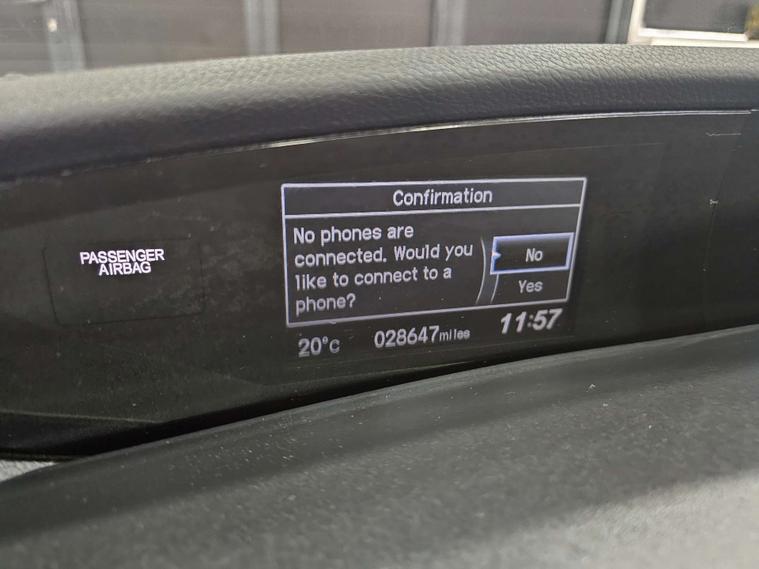 Confirmation
No phones are
connected. Would you
like to connect to a
phone?
No
Yes
PASSENGER
AIRBAG
20°C 028647miles 11:57